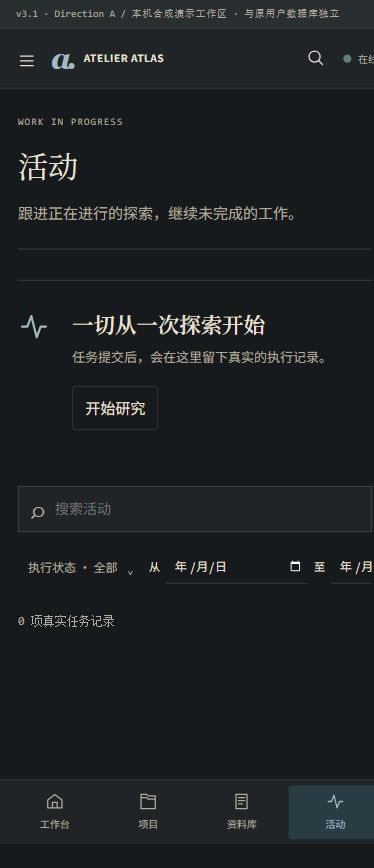 v3.1 · Direction A / 本机合成演示工作区 · 与原用户数据库独立
a. ATELIER ATLAS
WORK IN PROGRESS
活动
跟进正在进行的探索，继续未完成的工作。
一切从一次探索开始
任务提交后，会在这里留下真实的执行记录。
开始研究
搜索活动
执行状态 · 全部 从 年 /月/日 至 年 /月
0 项真实任务记录
工作台 项目 资料库 活动